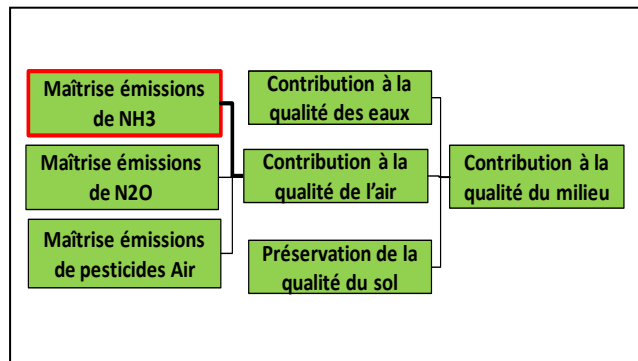 Maîtrise émissions
de NH3
Maîtrise émissions
de N2O
Maîtrise émissions
de pesticides Air
Contribution à la
qualité des eaux
Contribution à la
qualité de l'air
Préservation de la
qualité du sol
Contribution à la
qualité du milieu